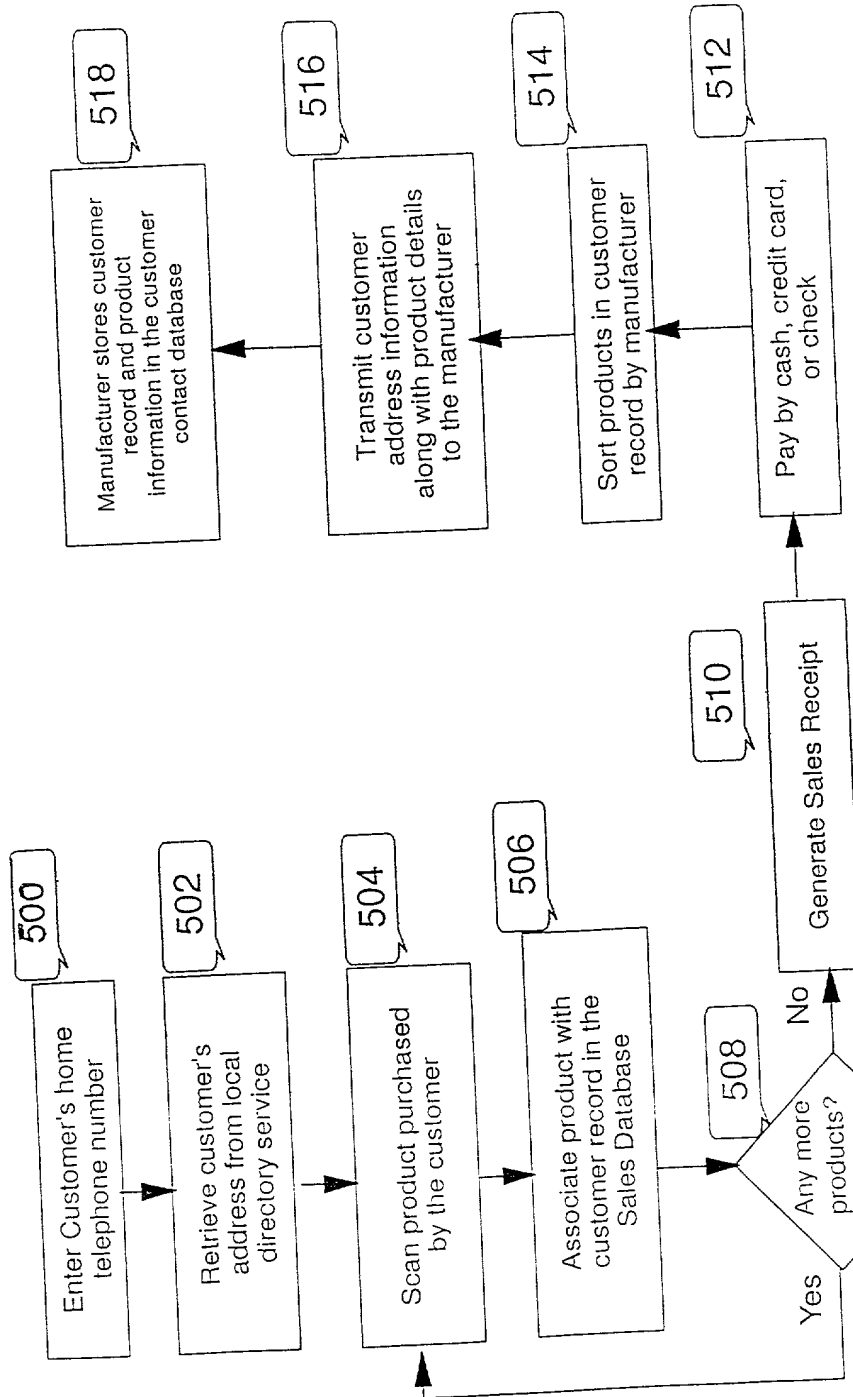 500
Enter Customer's home
telephone number
502
Retrieve customer's
address from local
directory service
504
Scan product purchased
by the customer
506
Associate product with
customer record in the
Sales Database
508
Any more
products?
Yes
No
510
Generate Sales Receipt
512
Pay by cash, credit card,
or check
514
Sort products in customer
record by manufacturer
516
Transmit customer
address information
along with product details
to the manufacturer
518
Manufacturer stores customer
record and product
information in the customer
contact database